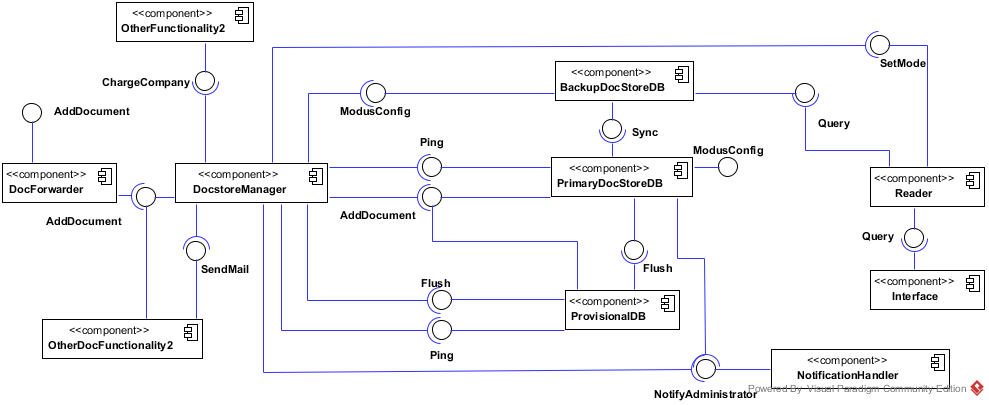 <<component>>
OtherFunctionality2
ChargeCompany
SetMode
<<component>>
BackupDocStoreDB
AddDocument
ModusConfig
Query
Sync
Ping
ModusConfig
<<component>>
DocForwarder
<<component>>
DocstoreManager
<<component>>
PrimaryDocStoreDB
<<component>>
Reader
AddDocument
AddDocument
Query
SendMail
Flush
Flush
<<component>>
Interface
<<component>>
ProvisionalDB
<<component>>
OtherDocFunctionality2
Ping
<<component>>
NotificationHandler
NotifyAdministrator
Powered By Visual Paradigm Community Edition